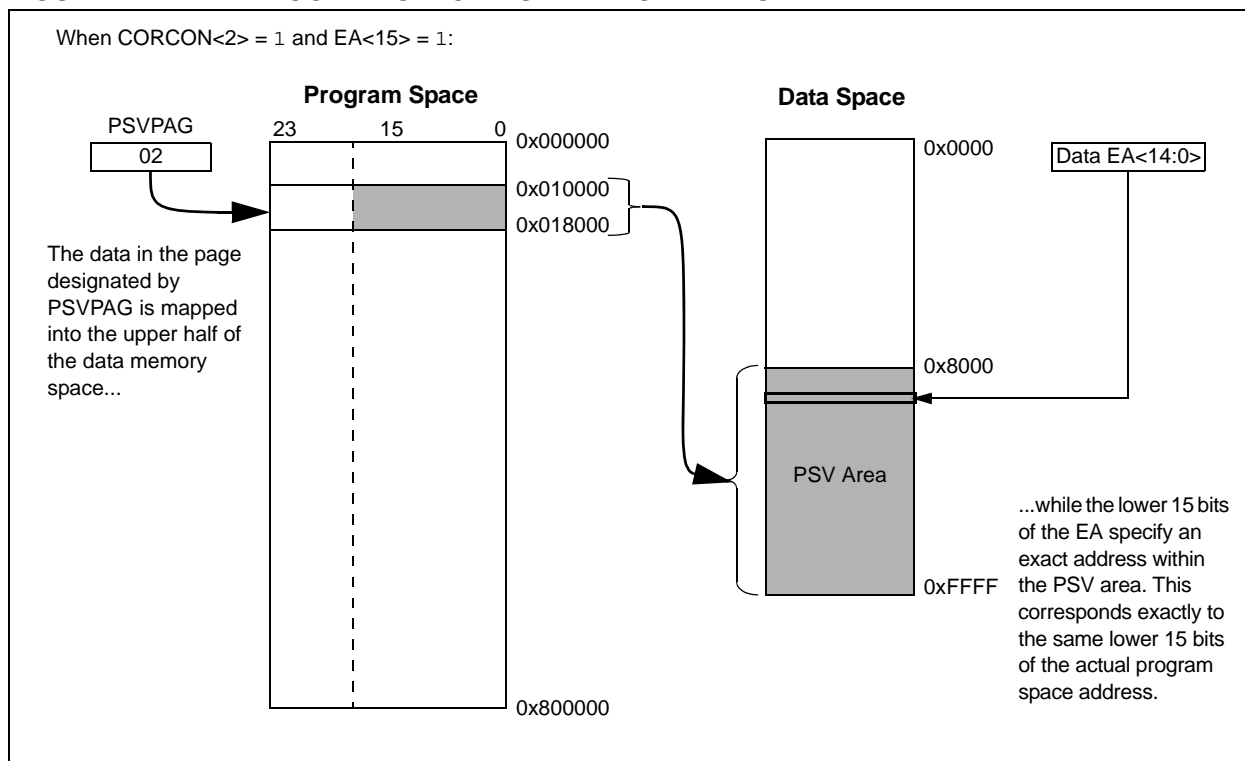 When CORCON<2> = 1 and EA<15> = 1:
Program Space
Data Space
PSVPAG
02
23
15
0
0x000000
0x010000
0x018000
0x800000
The data in the page
designated by
PSVPAG is mapped
into the upper half of
the data memory
space...
0x0000
0x8000
0xFFFF
PSV Area
Data EA<14:0>
...while the lower 15 bits
of the EA specify an
exact address within
the PSV area. This
corresponds exactly to
the same lower 15 bits
of the actual program
space address.